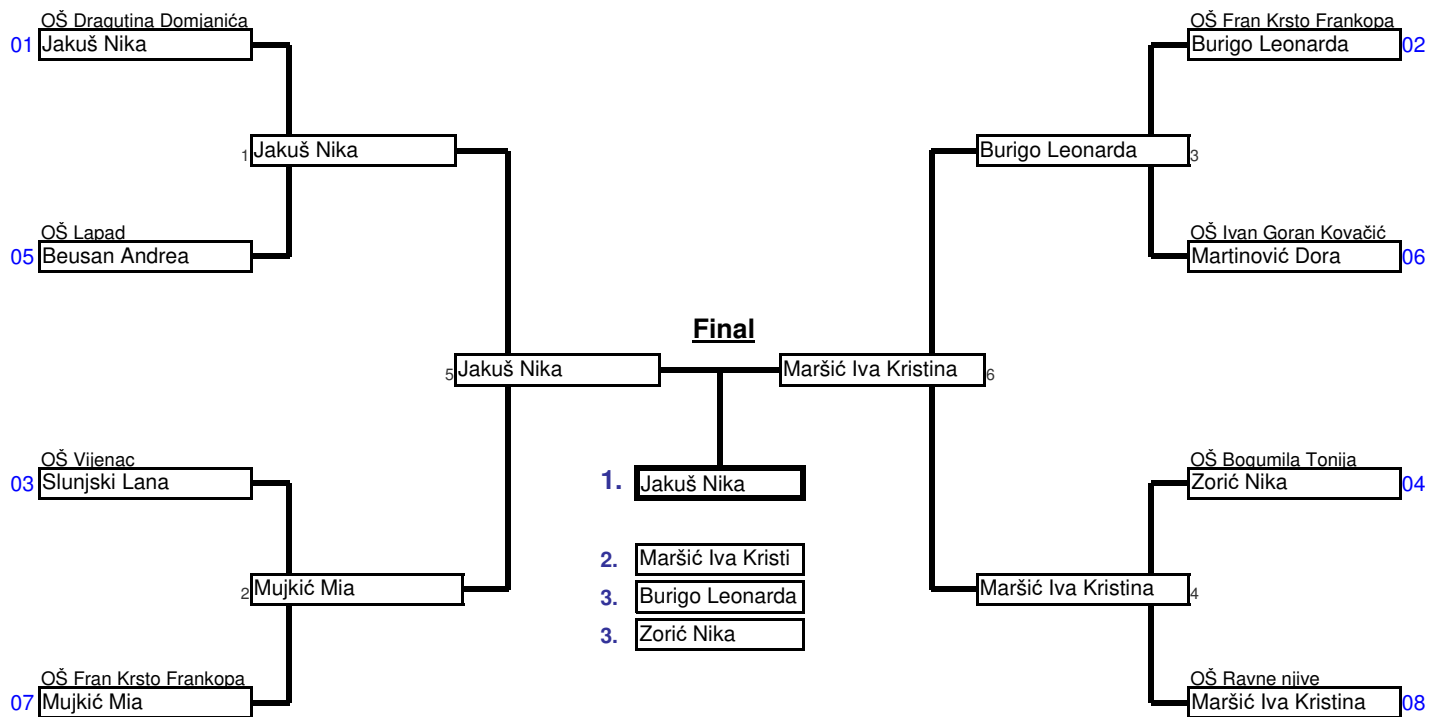 OŠ Dragutina Domjanića
01 Jakuš Nika
OŠ Fran Krsto Frankopa
Burigo Leonarda 02
1 Jakuš Nika
Burigo Leonarda 3
OŠ Lapad
05 Beusan Andrea
OŠ Ivan Goran Kovačić
Martinović Dora 06
Final
5 Jakuš Nika
Maršić Iva Kristina 6
OŠ Vijenac
03 Slunjski Lana
1. Jakuš Nika
OŠ Bogumila Tonija
Zorić Nika 04
2. Maršić Iva Kristi
3. Burigo Leonarda
3. Zorić Nika
2 Mujkić Mia
Maršić Iva Kristina 4
OŠ Fran Krsto Frankopa
07 Mujkić Mia
OŠ Ravne njive
Maršić Iva Kristina 08